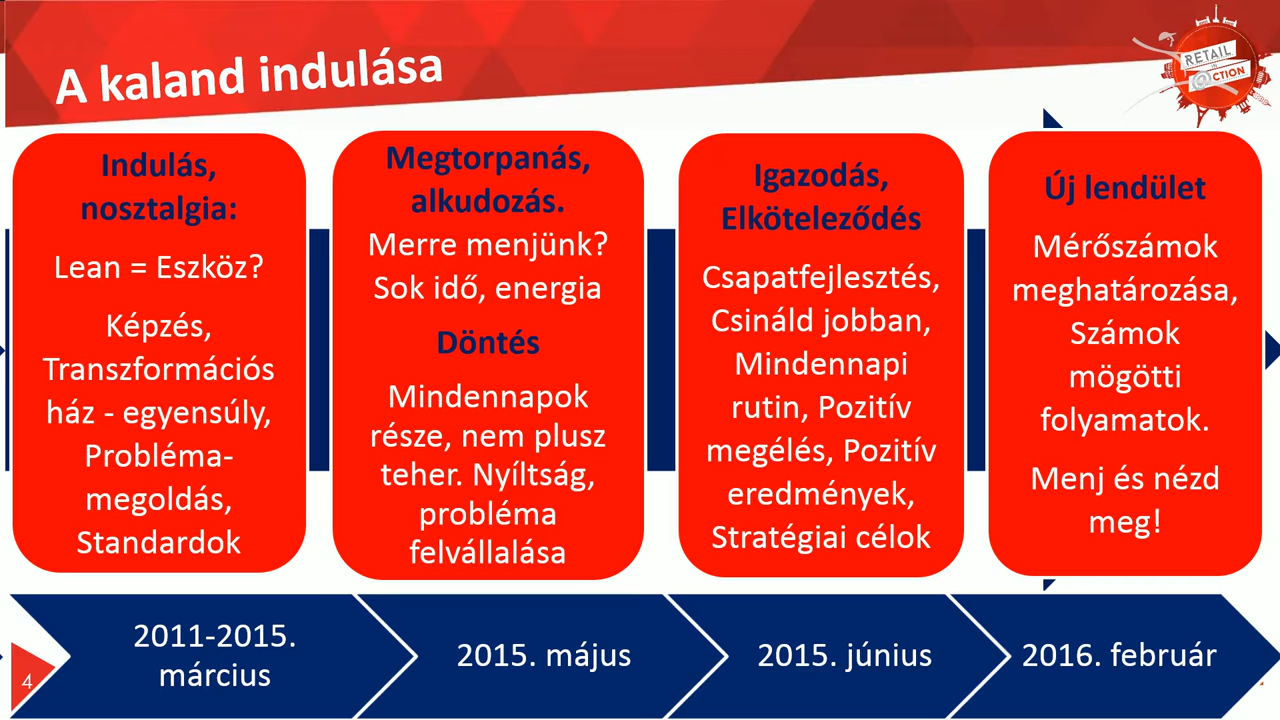 A kaland indulása
RETAIL
in
@CTION
Indulás,
nosztalgia:
Lean = Eszköz?
Képzés,
Transzformációs
ház - egyensúly,
Probléma-
megoldás,
Standardok
Megtorpanás,
alkudozás.
Merre menjünk?
Sok idő, energia
Döntés
Mindennapok
része, nem plusz
teher. Nyíltság,
probléma
felvállalása
Igazodás,
Elköteleződés
Csapatfejlesztés,
Csináld jobban,
Mindennapi
rutin, Pozitív
megélés, Pozitív
eredmények,
Stratégiai célok
Új lendület
Mérőszámok
meghatározása,
Számok
mögötti
folyamatok.
Menj és nézd
meg!
2011-2015.
március
2015. május
2015. június
2016. február
4